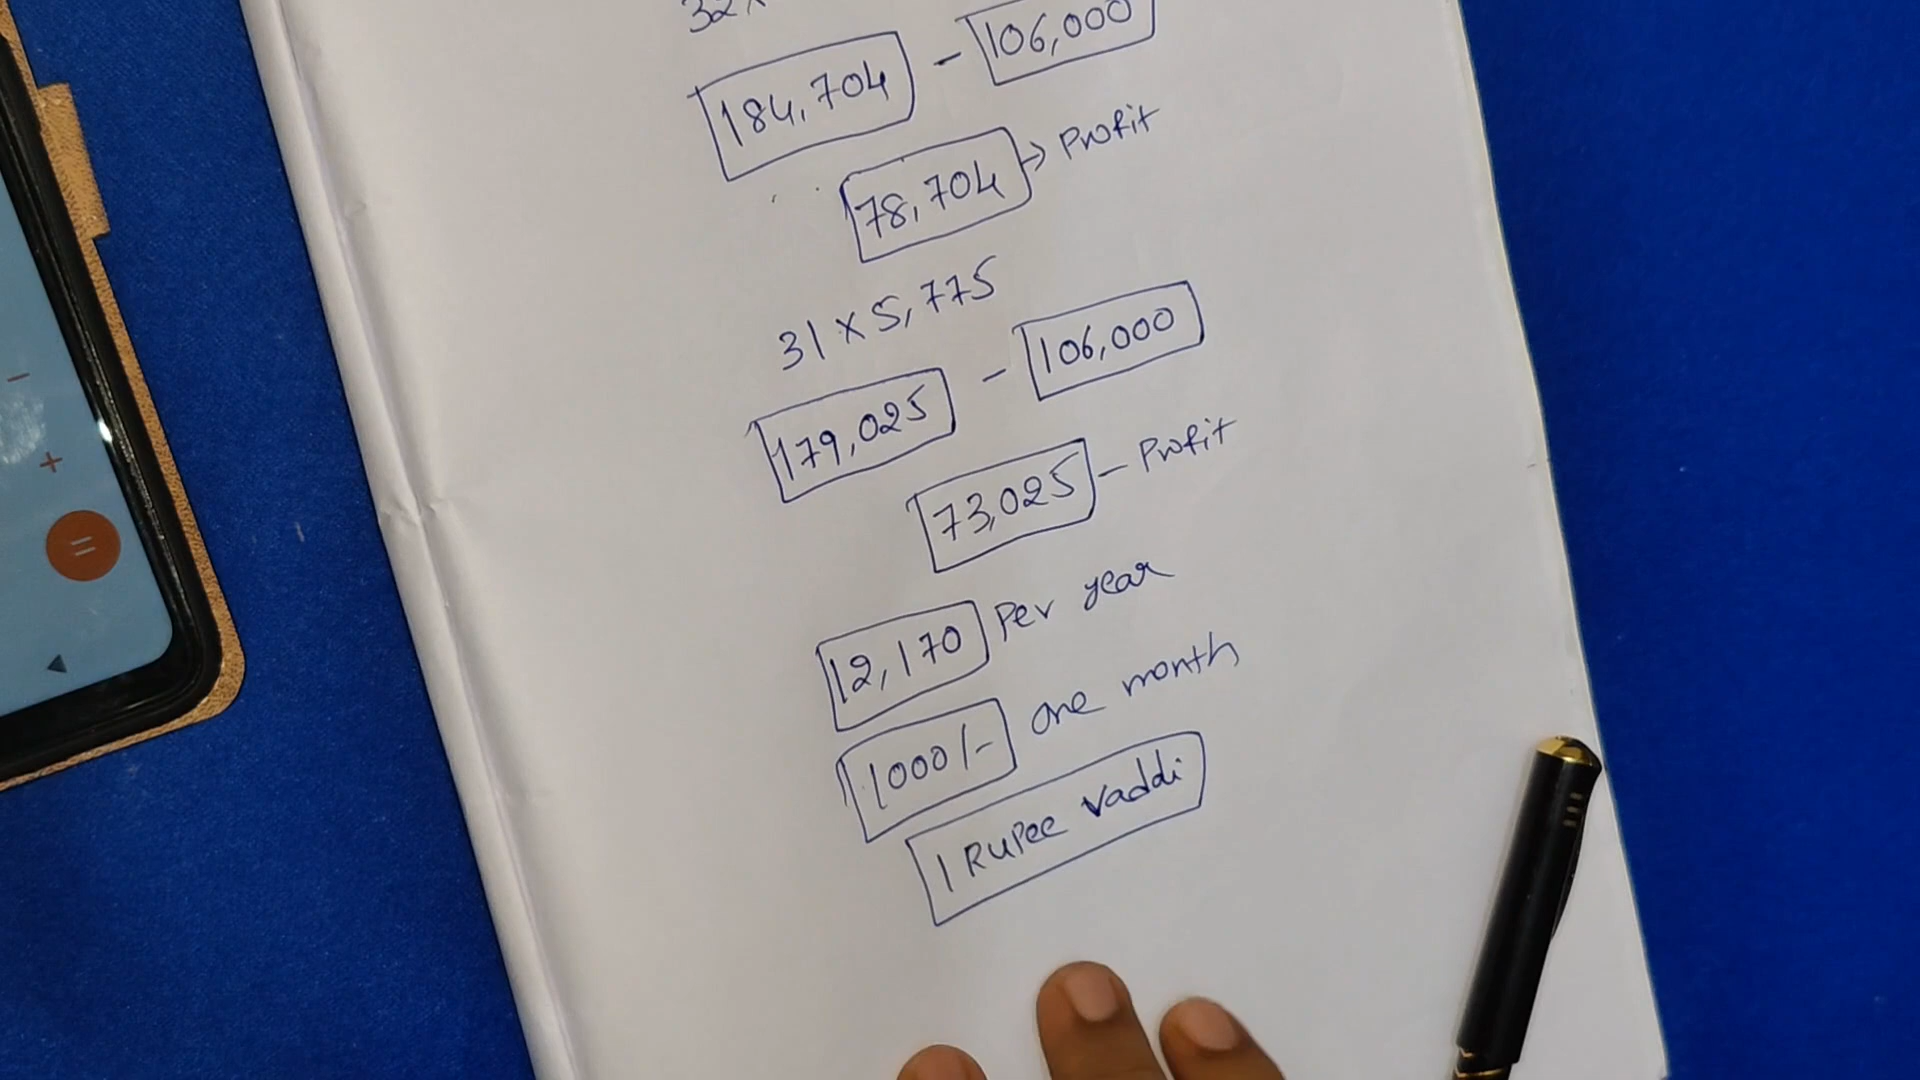 32×
184,704 - 106,000
78,704 → Profit
31 × 5,775
179,025 - 106,000
73,025 - Profit
12,170 Per year
1000/- one month
1 Rupee vaddi